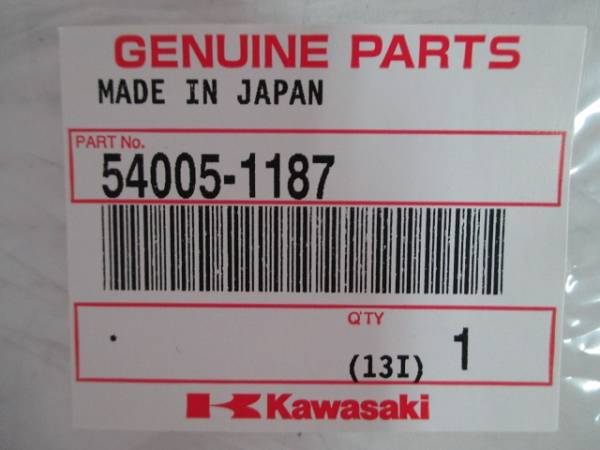 GENUINE PARTS
MADE IN JAPAN
PART No.
54005-1187
Q'TY
(13I) 1
Kawasaki